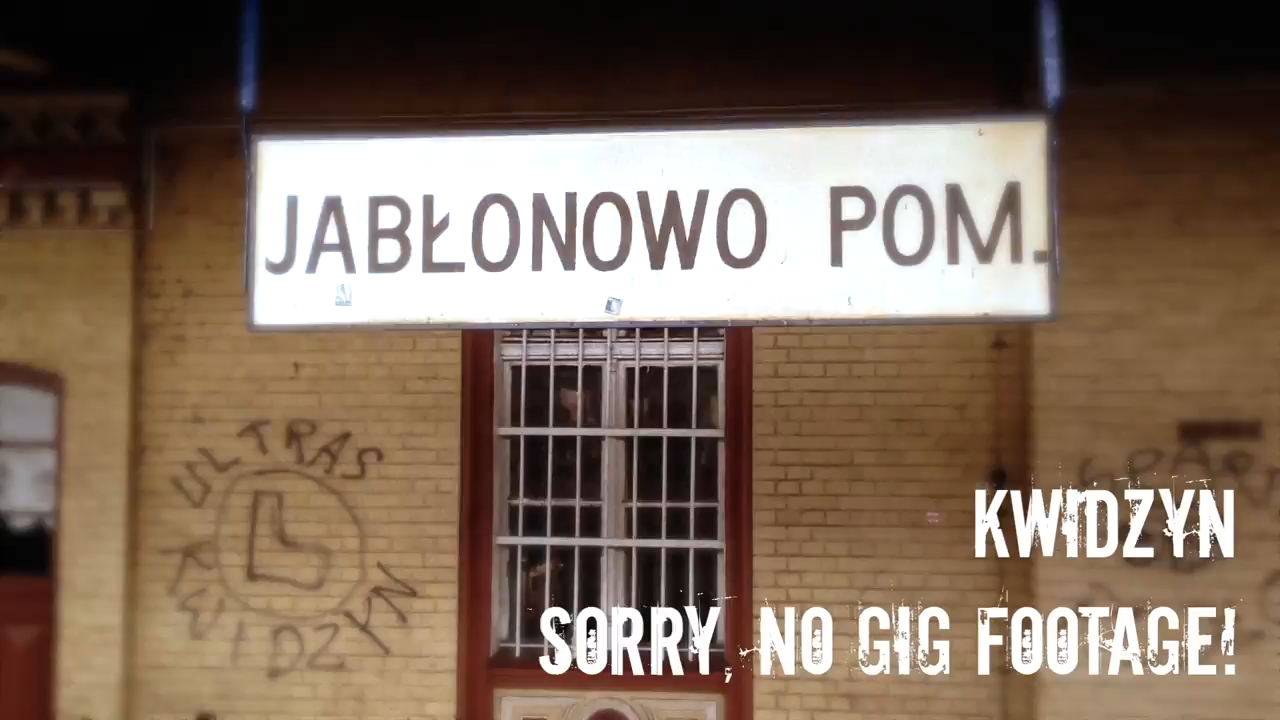 JABŁONOWO POM.
ULTRAS
KWIDZYN
KWIDZYN
SORRY, NO GIG FOOTAGE!